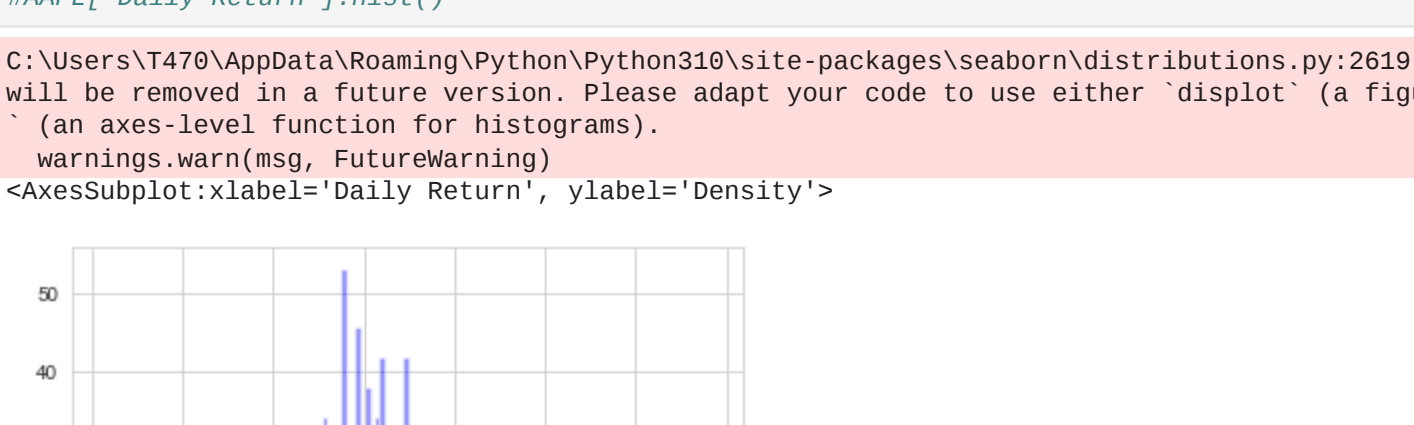 #AAPL['Daily Return'].hist()
C:\Users\T470\AppData\Roaming\Python\Python310\site-packages\seaborn\distributions.py:2619
will be removed in a future version. Please adapt your code to use either `displot` (a figu
` (an axes-level function for histograms).
warnings.warn(msg, FutureWarning)
<AxesSubplot:xlabel='Daily Return', ylabel='Density'>
50
40